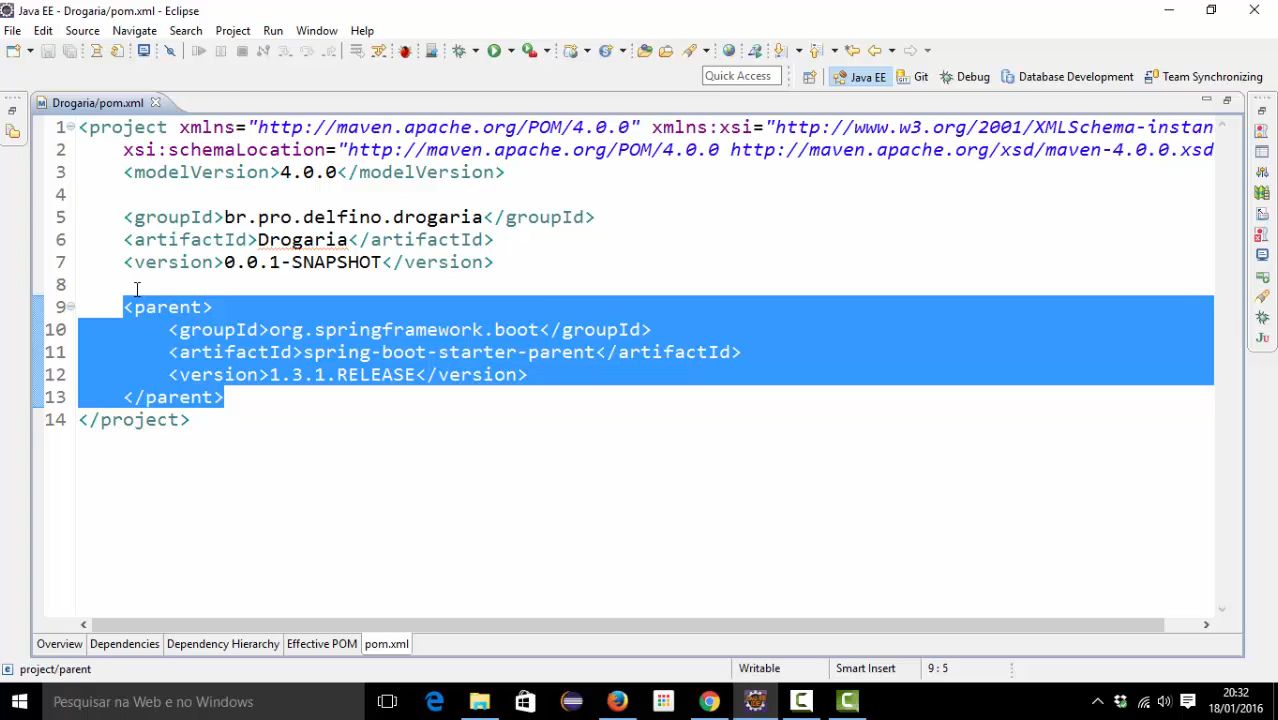 Java EE - Drogaria/pom.xml - Eclipse
File Edit Source Navigate Search Project Run Window Help
Quick Access Java EE Git Debug Database Development Team Synchronizing
Drogaria/pom.xml
1 <project xmlns="http://maven.apache.org/POM/4.0.0" xmlns:xsi="http://www.w3.org/2001/XMLSchema-instan
2 xsi:schemaLocation="http://maven.apache.org/POM/4.0.0 http://maven.apache.org/xsd/maven-4.0.0.xsd
3 <modelVersion>4.0.0</modelVersion>
4
5 <groupId>br.pro.delfino.drogaria</groupId>
6 <artifactId>Drogaria</artifactId>
7 <version>0.0.1-SNAPSHOT</version>
8
9 <parent>
10 <groupId>org.springframework.boot</groupId>
11 <artifactId>spring-boot-starter-parent</artifactId>
12 <version>1.3.1.RELEASE</version>
13 </parent>
14 </project>
Overview Dependencies Dependency Hierarchy Effective POM pom.xml
project/parent Writable Smart Insert 9 : 5
Pesquisar na Web e no Windows
20:32
18/01/2016